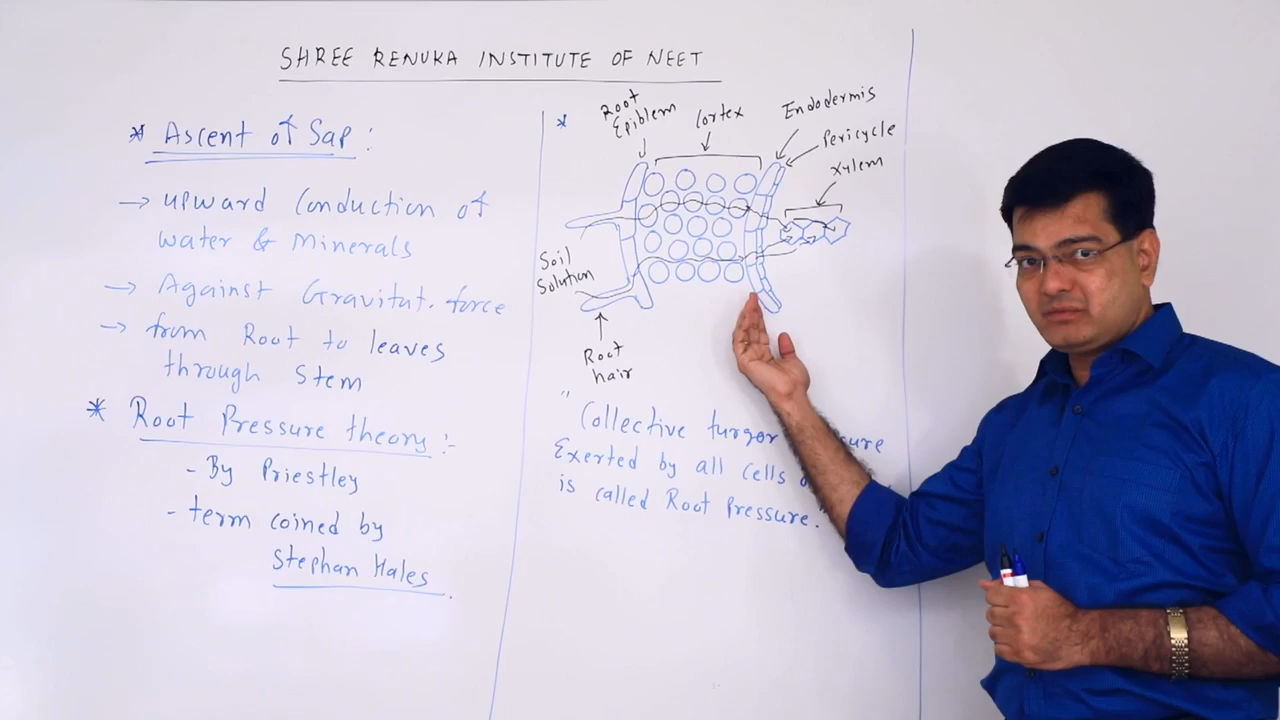 SHREE RENUKA INSTITUTE OF NEET
* Ascent of Sap :
→ upward Conduction of
water & Minerals
→ Against Gravitat. force
→ from Root to leaves
through Stem
* Root Pressure theory :-
- By Priestley
- term coined by
Stephan Hales.
*
Root
Epiblem
Cortex
Endodermis
Pericycle
xylem
Soil
Solution
Root
hair
" Collective turgor
Exerted by all cells
is called Root Pressure.